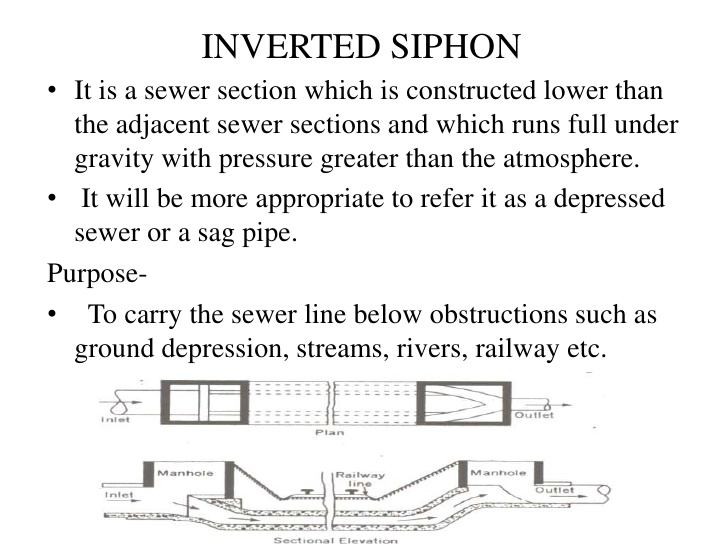 INVERTED SIPHON
• It is a sewer section which is constructed lower than
the adjacent sewer sections and which runs full under
gravity with pressure greater than the atmosphere.
• It will be more appropriate to refer it as a depressed
sewer or a sag pipe.
Purpose-
• To carry the sewer line below obstructions such as
ground depression, streams, rivers, railway etc.
Inlet
Outlet
Plan
Manhole
Railway
line
Manhole
Inlet
Outlet
Sectional Elevation